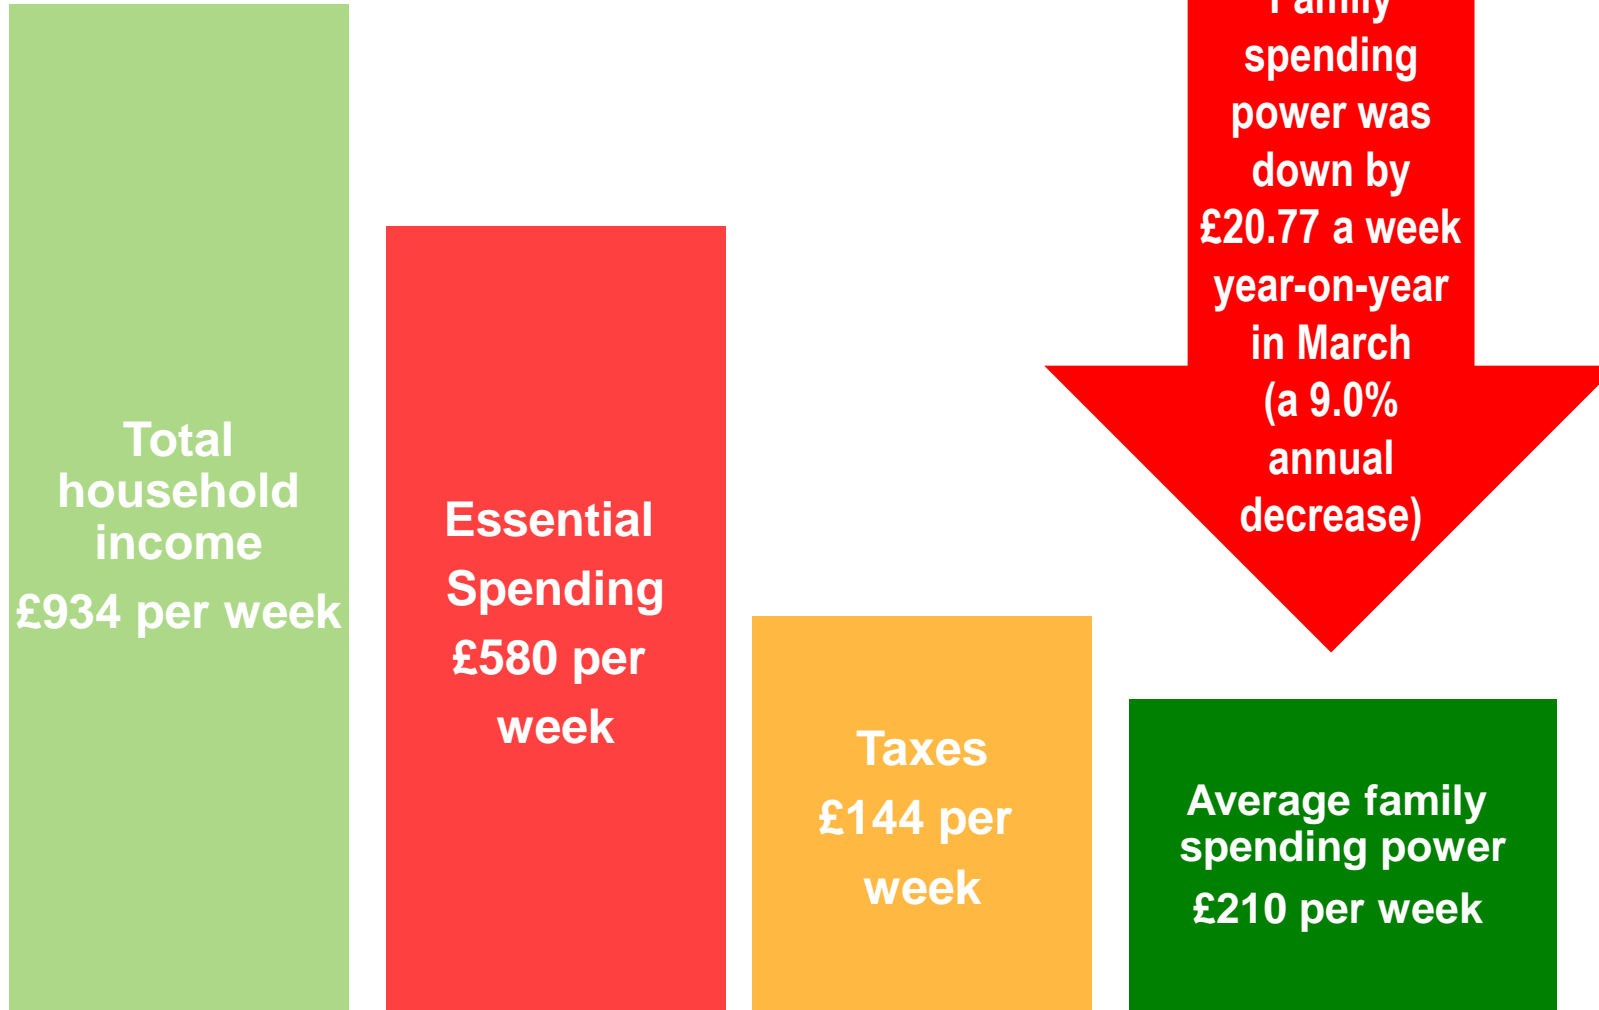 Total
household
income
£934 per week
Essential
Spending
£580 per
week
Taxes
£144 per
week
Family
spending
power was
down by
£20.77 a week
year-on-year
in March
(a 9.0%
annual
decrease)
Average family
spending power
£210 per week